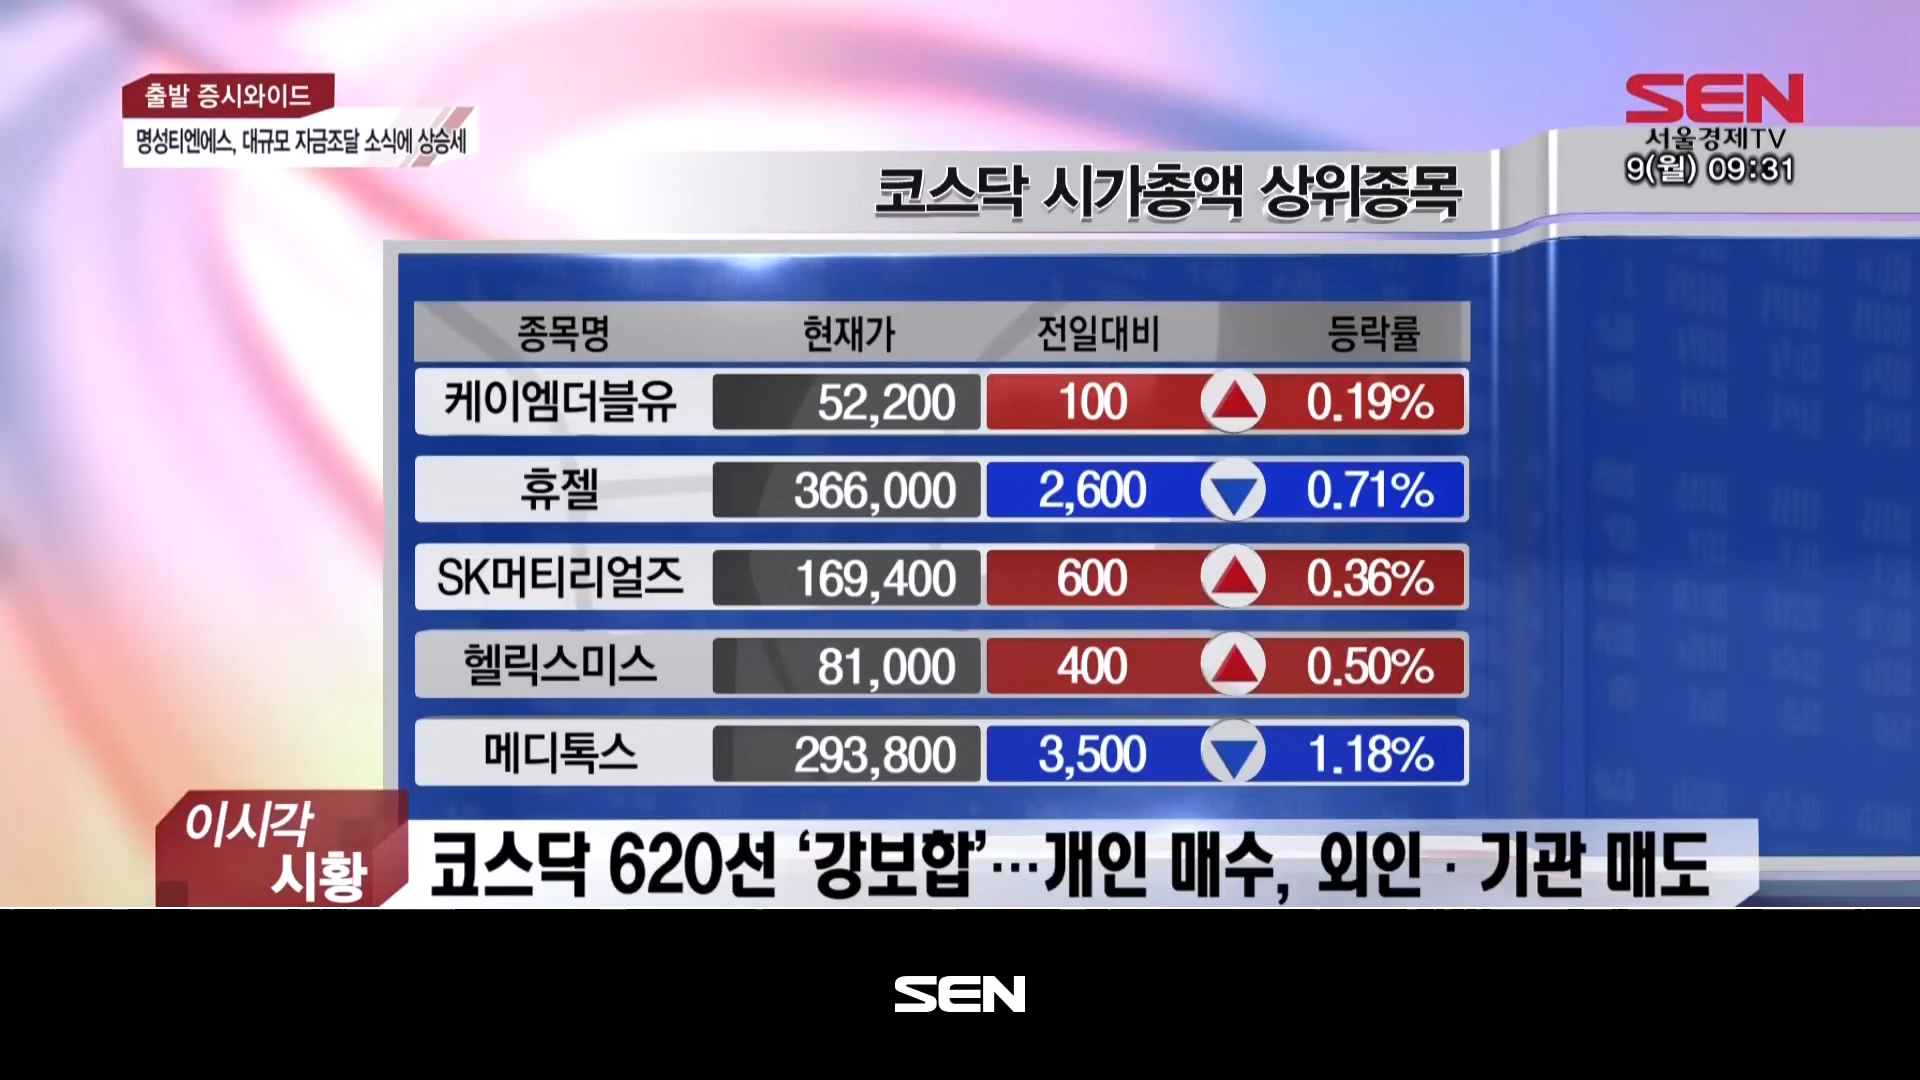 출발 증시와이드
명성티엔에스, 대규모 자금조달 소식에 상승세
SEN
서울경제TV
9(월) 09:31
코스닥 시가총액 상위종목
종목명 현재가 전일대비 등락률
케이엠더블유 52,200 100 ▲ 0.19%
휴젤 366,000 2,600 ▼ 0.71%
SK머티리얼즈 169,400 600 ▲ 0.36%
헬릭스미스 81,000 400 ▲ 0.50%
메디톡스 293,800 3,500 ▼ 1.18%
이시각
시황
코스닥 620선 ‘강보합’…개인 매수, 외인·기관 매도
SEN